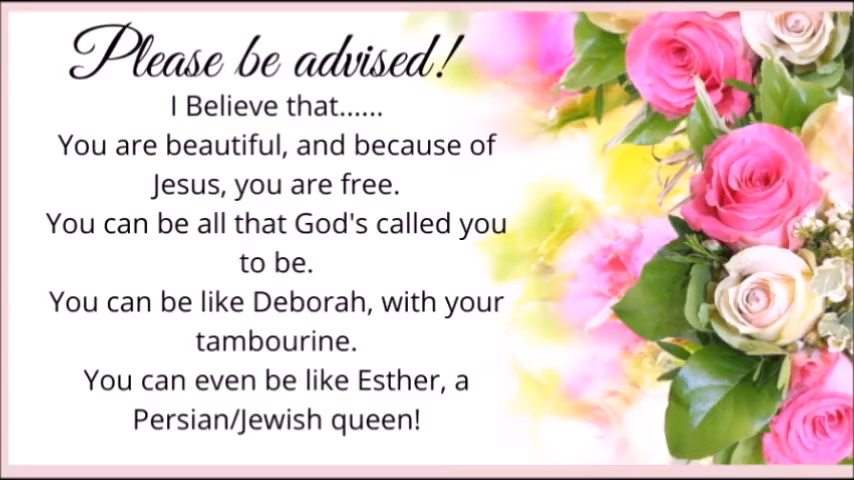 Please be advised!
I Believe that......
You are beautiful, and because of
Jesus, you are free.
You can be all that God's called you
to be.
You can be like Deborah, with your
tambourine.
You can even be like Esther, a
Persian/Jewish queen!